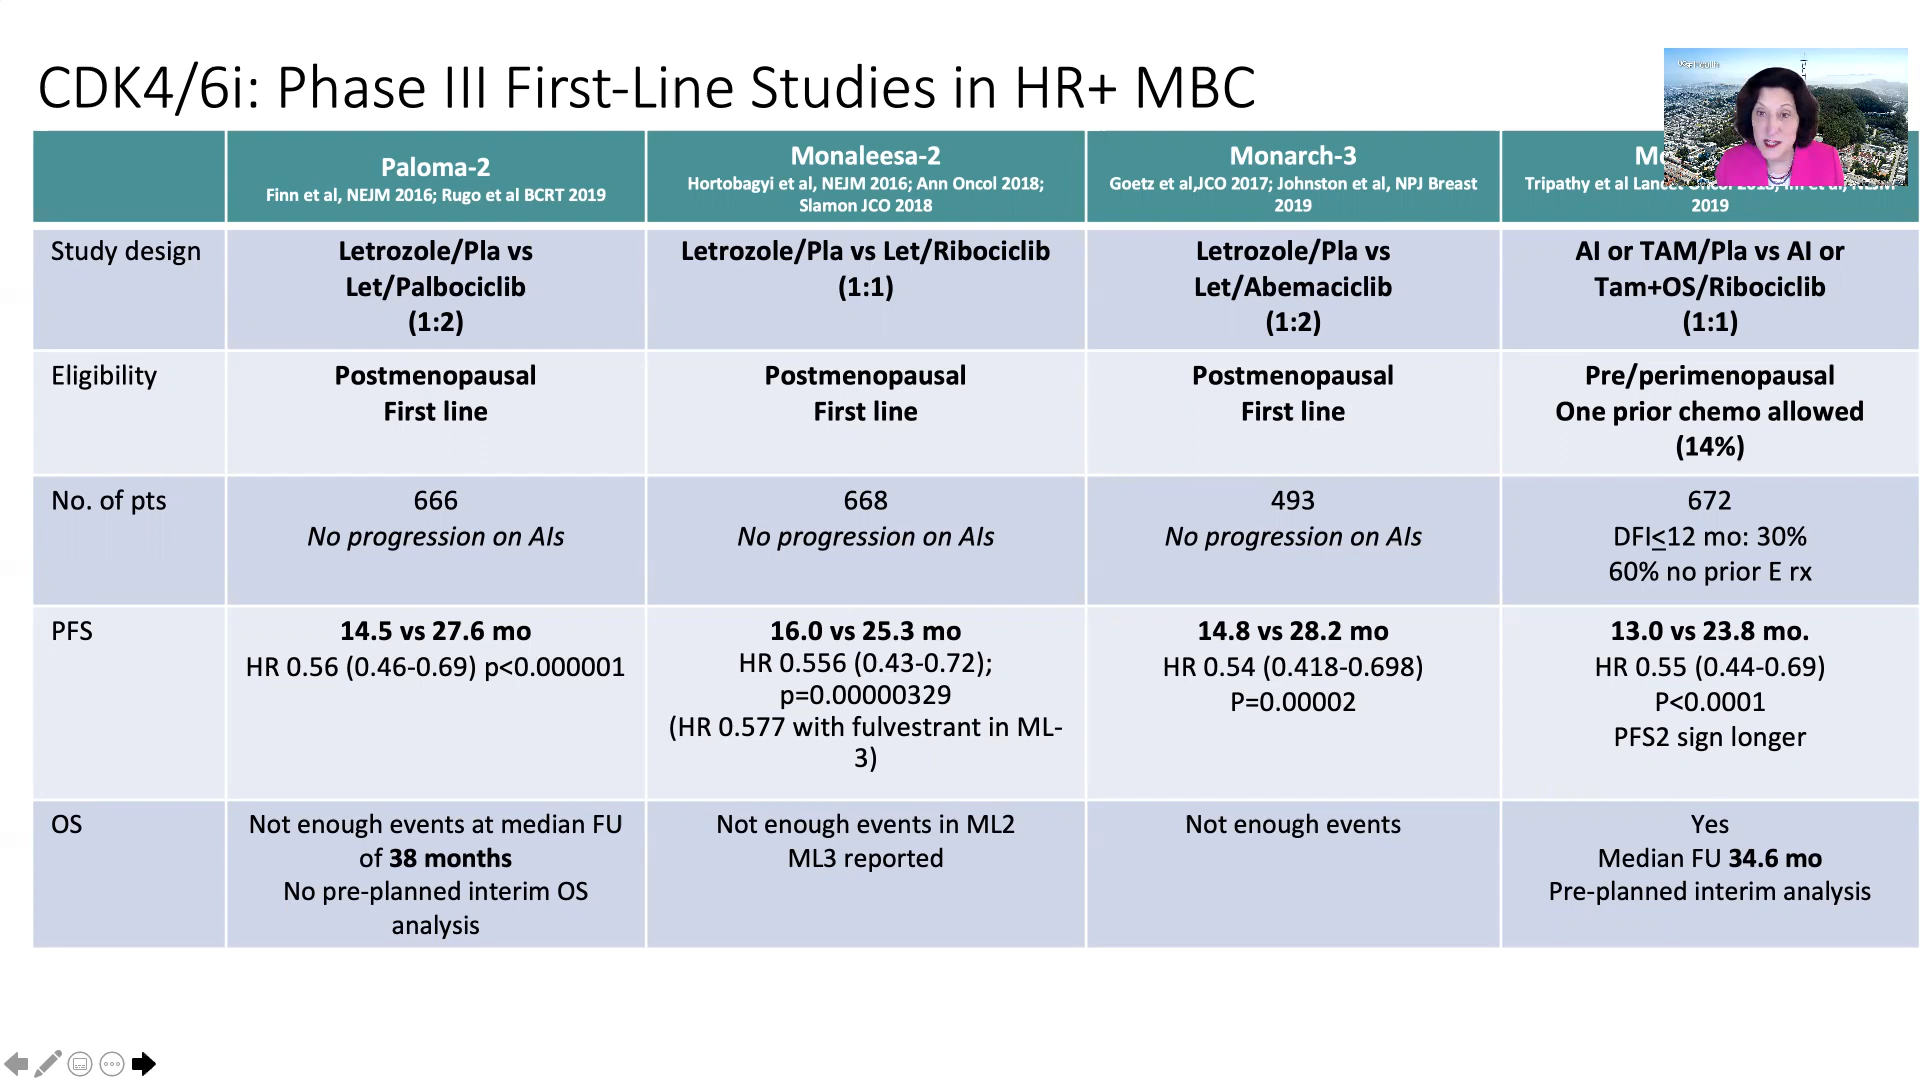 CDK4/6i: Phase III First-Line Studies in HR+ MBC
Paloma-2
Finn et al, NEJM 2016; Rugo et al BCRT 2019
Monaleesa-2
Hortobagyi et al, NEJM 2016; Ann Oncol 2018;
Slamon JCO 2018
Monarch-3
Goetz et al,JCO 2017; Johnston et al, NPJ Breast
2019
Tripathy et al
2019
Study design
Letrozole/Pla vs
Let/Palbociclib
(1:2)
Letrozole/Pla vs Let/Ribociclib
(1:1)
Letrozole/Pla vs
Let/Abemaciclib
(1:2)
AI or TAM/Pla vs AI or
Tam+OS/Ribociclib
(1:1)
Eligibility
Postmenopausal
First line
Postmenopausal
First line
Postmenopausal
First line
Pre/perimenopausal
One prior chemo allowed
(14%)
No. of pts
666
No progression on AIs
668
No progression on AIs
493
No progression on AIs
672
DFI≤12 mo: 30%
60% no prior E rx
PFS
14.5 vs 27.6 mo
HR 0.56 (0.46-0.69) p<0.000001
16.0 vs 25.3 mo
HR 0.556 (0.43-0.72);
p=0.00000329
(HR 0.577 with fulvestrant in ML-
3)
14.8 vs 28.2 mo
HR 0.54 (0.418-0.698)
P=0.00002
13.0 vs 23.8 mo.
HR 0.55 (0.44-0.69)
P<0.0001
PFS2 sign longer
OS
Not enough events at median FU
of 38 months
No pre-planned interim OS
analysis
Not enough events in ML2
ML3 reported
Not enough events
Yes
Median FU 34.6 mo
Pre-planned interim analysis